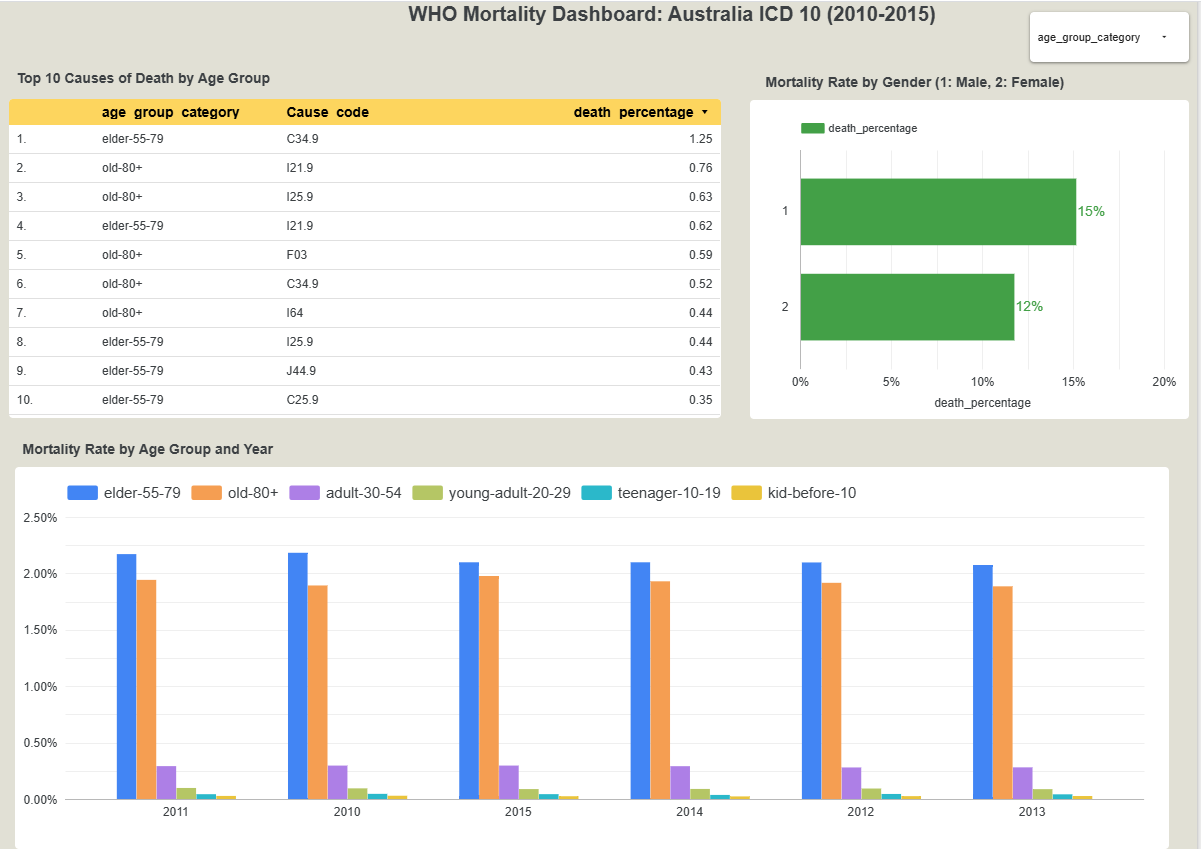 WHO Mortality Dashboard: Australia ICD 10 (2010-2015)
age_group_category
Top 10 Causes of Death by Age Group
age_group_category Cause_code death_percentage
1. elder-55-79 C34.9 1.25
2. old-80+ I21.9 0.76
3. old-80+ I25.9 0.63
4. elder-55-79 I21.9 0.62
5. old-80+ F03 0.59
6. old-80+ C34.9 0.52
7. old-80+ I64 0.44
8. elder-55-79 I25.9 0.44
9. elder-55-79 J44.9 0.43
10. elder-55-79 C25.9 0.35
Mortality Rate by Gender (1: Male, 2: Female)
death_percentage
1 15%
2 12%
0% 5% 10% 15% 20%
death_percentage
Mortality Rate by Age Group and Year
elder-55-79 old-80+ adult-30-54 young-adult-20-29 teenager-10-19 kid-before-10
2.50%
2.00%
1.50%
1.00%
0.50%
0.00%
2011 2010 2015 2014 2012 2013